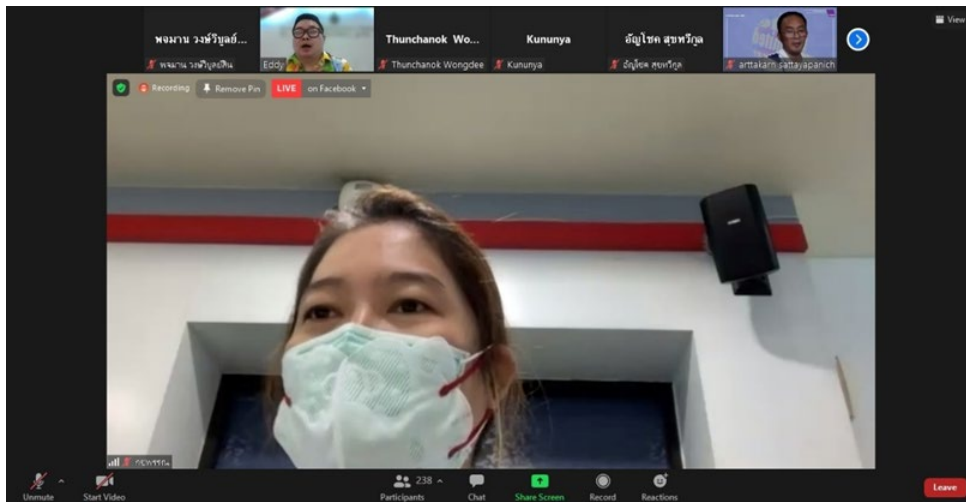 View
พจมาน วงษ์วิบูลย์...
Thunchanok Wo...
Kununya
อัญโชค สุขทวีกูล
พจมาน วงษ์วิบูลย์สิน
Eddy
Thunchanok Wongdee
Kununya
อัญโชค สุขทวีกูล
arttakarn sattayapanich
Recording
Remove Pin
LIVE on Facebook
Unmute
Start Video
238
Participants
Chat
Share Screen
Record
Reactions
Leave